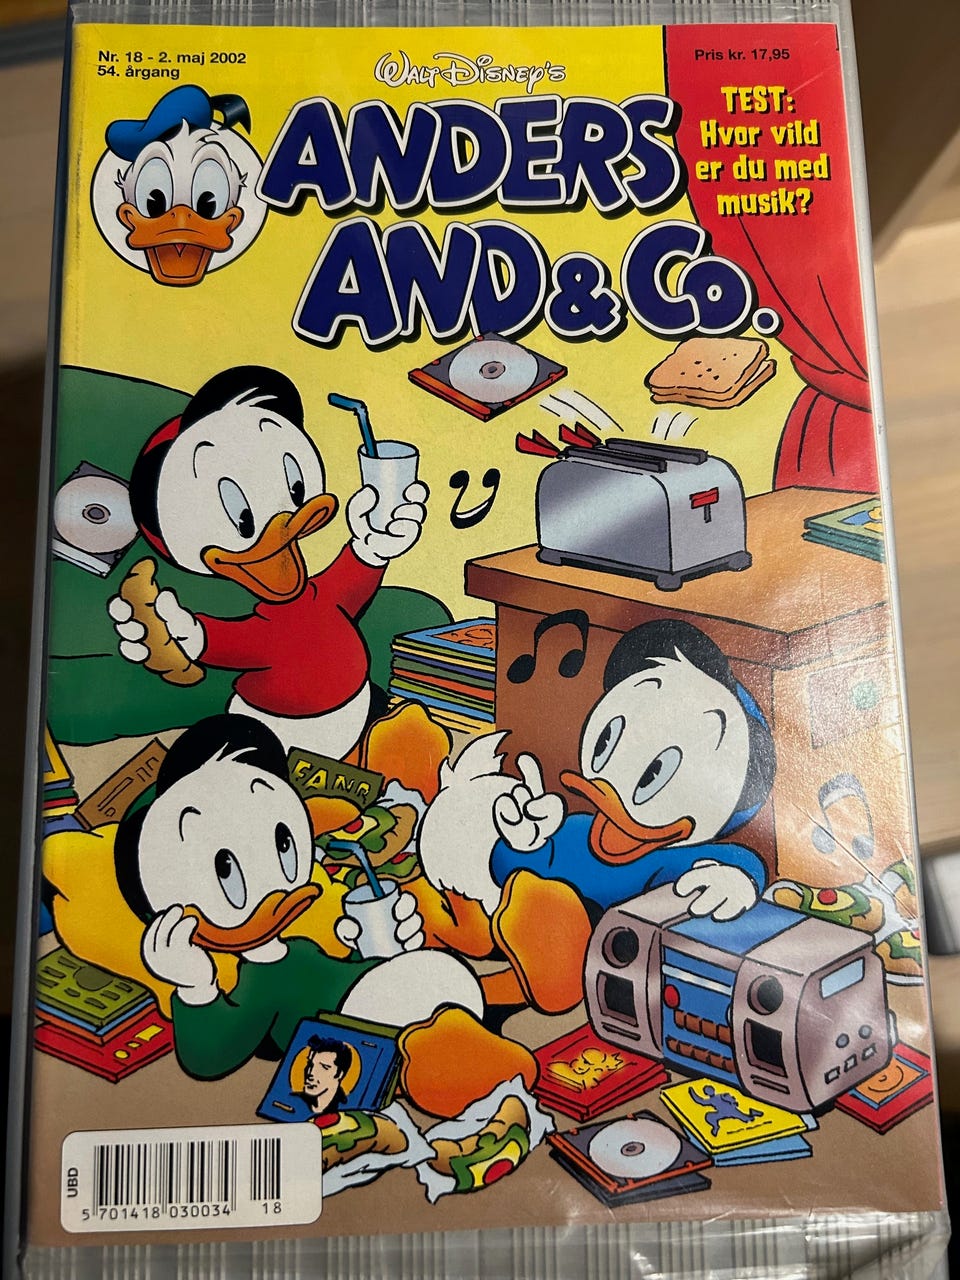 Nr. 18 - 2. maj 2002
54. årgang
WALT DISNEY'S
Pris kr. 17,95
ANDERS
AND & CO.
TEST:
Hvor vild
er du med
musik?
FANR
UBD
5 701418 030034 18